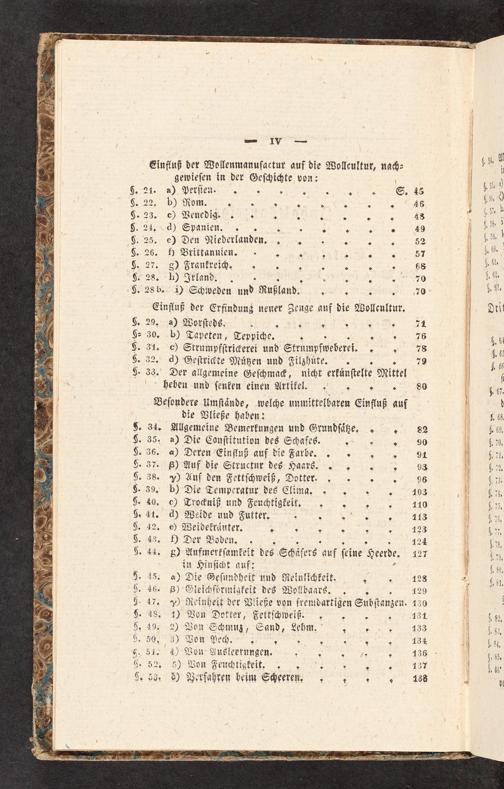 — IV —
Einfluß der Wollenmanufactur auf die Wollcultur, nach-
gewiesen in der Geschichte von:
§. 21. a) Persien. S. 45
§. 22. b) Rom. 46
§. 23. c) Venedig. 48
§. 24. d) Spanien. 49
§. 25. e) Den Niederlanden. 52
§. 26. f) Brittannien. 57
§. 27. g) Frankreich. 68
§. 28. h) Irland. 70
§. 28 b. i) Schweden und Rußland. 70
Einfluß der Erfindung neuer Zeuge auf die Wollcultur.
§. 29. a) Worsteds. 71
§. 30. b) Tapeten, Teppiche. 76
§. 31. c) Strumpfstrickerei und Strumpfweberei. 78
§. 32. d) Gestrickte Mützen und Filzhüte. 79
§. 33. Der allgemeine Geschmack, nicht erkünstelte Mittel
heben und senken einen Artikel. 80
Besondere Umstände, welche unmittelbaren Einfluß auf
die Vließe haben:
§. 34. Allgemeine Bemerkungen und Grundsätze. 82
§. 35. a) Die Constitution des Schafes. 90
§. 36. α) Deren Einfluß auf die Farbe. 91
§. 37. β) Auf die Structur des Haars. 93
§. 38. γ) Auf den Fettschweiß, Dotter. 96
§. 39. b) Die Temperatur des Clima. 103
§. 40. c) Trockniß und Feuchtigkeit. 110
§. 41. d) Weide und Futter. 113
§. 42. e) Weidekräuter. 123
§. 43. f) Der Boden. 124
§. 44. g) Aufmerksamkeit des Schäfers auf seine Heerde. 127
in Hinsicht auf:
§. 45. α) Die Gesundheit und Reinlichkeit. 128
§. 46. β) Gleichförmigkeit des Wollhaars. 129
§. 47. γ) Reinheit der Vließe von fremdartigen Substanzen. 130
§. 48. 1) Von Dotter, Fettschweiß. 131
§. 49. 2) Von Schmuz, Sand, Lehm. 133
§. 50. 3) Von Pech. 134
§. 51. 4) Von Ausleerungen. 136
§. 52. 5) Von Feuchtigkeit. 137
§. 53. δ) Verfahren beim Scheeren. 138